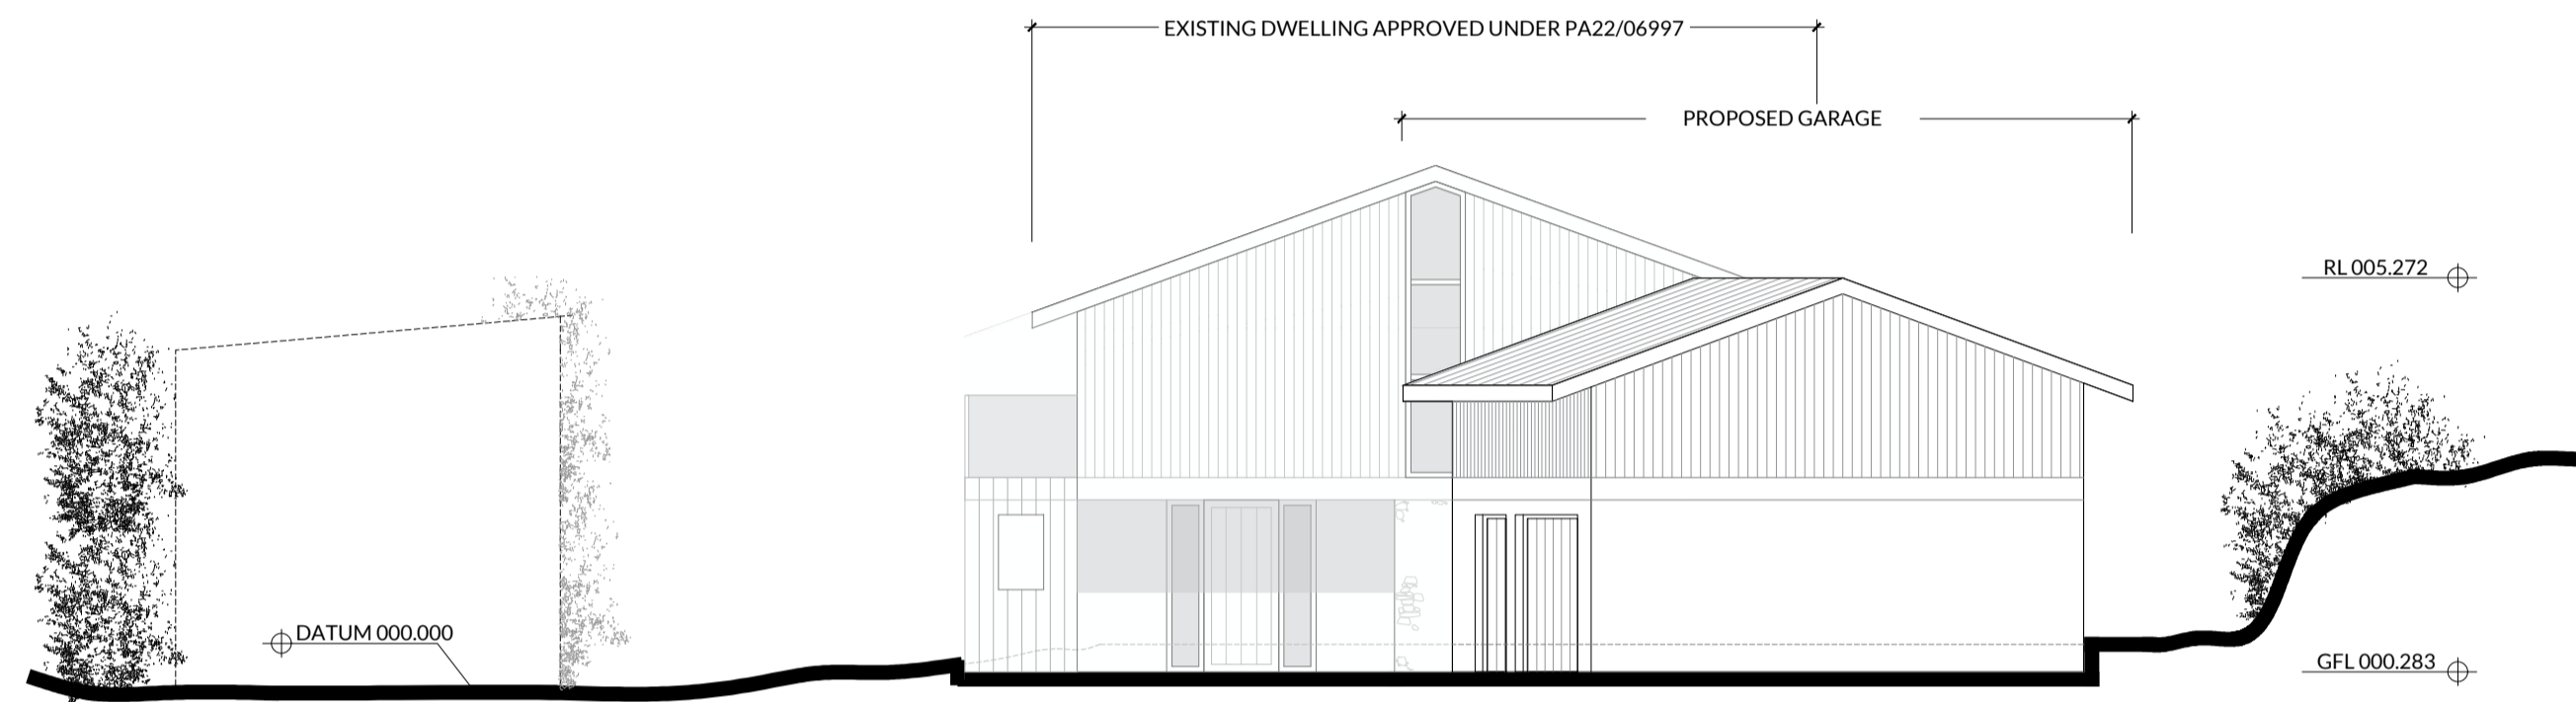 EXISTING DWELLING APPROVED UNDER PA22/06997
PROPOSED GARAGE
RL 005.272
DATUM 000.000
GFL 000.283